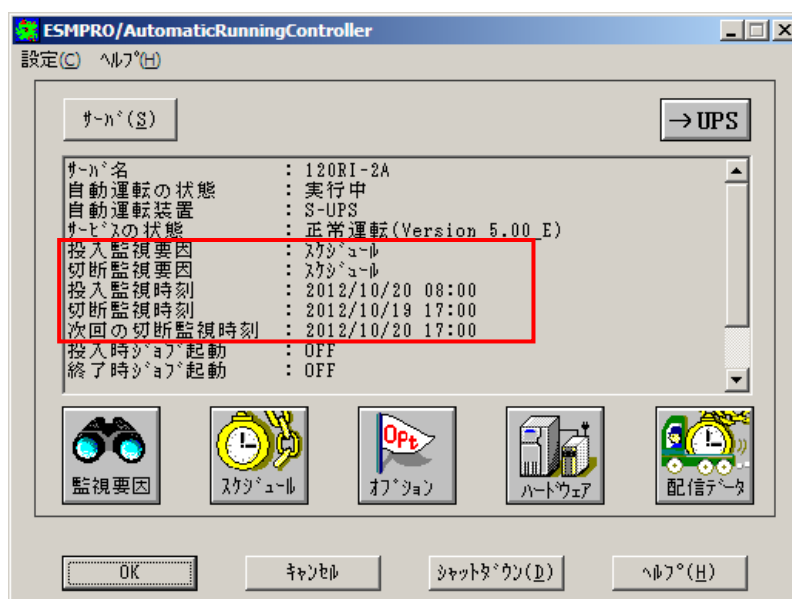 ESMPRO/AutomaticRunningController
設定(C) ﾍﾙﾌﾟ(H)
ｻｰﾊﾞ(S)
→UPS
ｻｰﾊﾞ名 : 120RI-2A
自動運転の状態 : 実行中
自動運転装置 : S-UPS
ｻｰﾋﾞｽの状態 : 正常運転(Version 5.00_E)
投入監視要因 : ｽｹｼﾞｭｰﾙ
切断監視要因 : ｽｹｼﾞｭｰﾙ
投入監視時刻 : 2012/10/20 08:00
切断監視時刻 : 2012/10/19 17:00
次回の切断監視時刻 : 2012/10/20 17:00
投入時ｼﾞｮﾌﾞ起動 : OFF
終了時ｼﾞｮﾌﾞ起動 : OFF
OPt
監視要因 ｽｹｼﾞｭｰﾙ ｵﾌﾟｼｮﾝ ﾊｰﾄﾞｳｪｱ 配信ﾃﾞｰﾀ
OK ｷｬﾝｾﾙ ｼｬｯﾄﾀﾞｳﾝ(D) ﾍﾙﾌﾟ(H)